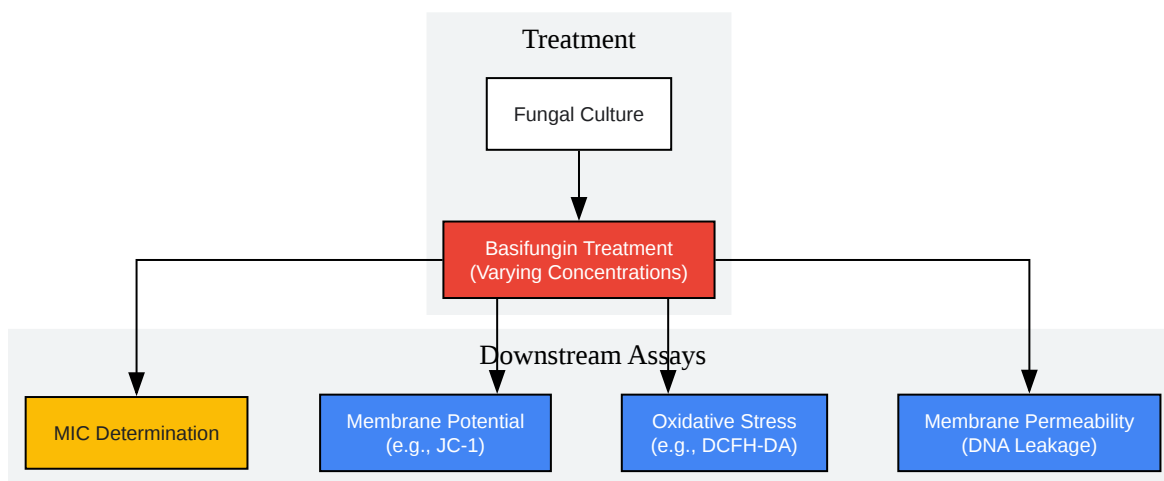 Treatment
Fungal Culture
Basifungin Treatment
(Varying Concentrations)
Downstream Assays
MIC Determination
Membrane Potential
(e.g., JC-1)
Oxidative Stress
(e.g., DCFH-DA)
Membrane Permeability
(DNA Leakage)